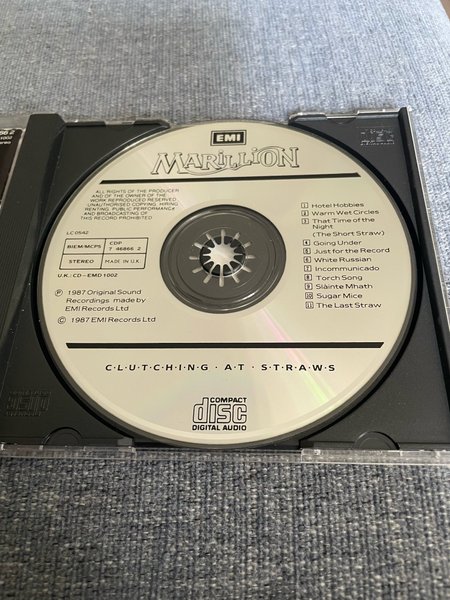 EMI
MARILLION
ALL RIGHTS OF THE PRODUCER
AND OF THE OWNER OF THE
WORK REPRODUCED RESERVED.
UNAUTHORISED COPYING, HIRING
RENTING, PUBLIC PERFORMANCE
AND BROADCASTING OF
THIS RECORD PROHIBITED
LC 0542
BIEM/MCPS
CDP
7 46866 2
STEREO
MADE IN U.K.
U.K.: CD-EMD 1002
℗ 1987 Original Sound
Recordings made by
EMI Records Ltd
© 1987 EMI Records Ltd
1 Hotel Hobbies
2 Warm Wet Circles
3 That Time of the
Night
(The Short Straw)
4 Going Under
5 Just for the Record
6 White Russian
7 Incommunicado
8 Torch Song
9 Slàinte Mhath
10 Sugar Mice
11 The Last Straw
C·L·U·T·C·H·I·N·G · A·T · S·T·R·A·W·S
COMPACT
disc
DIGITAL AUDIO